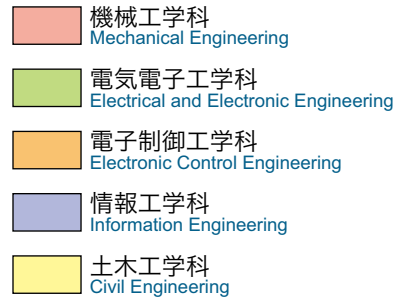 機械工学科
Mechanical Engineering
電気電子工学科
Electrical and Electronic Engineering
電子制御工学科
Electronic Control Engineering
情報工学科
Information Engineering
土木工学科
Civil Engineering